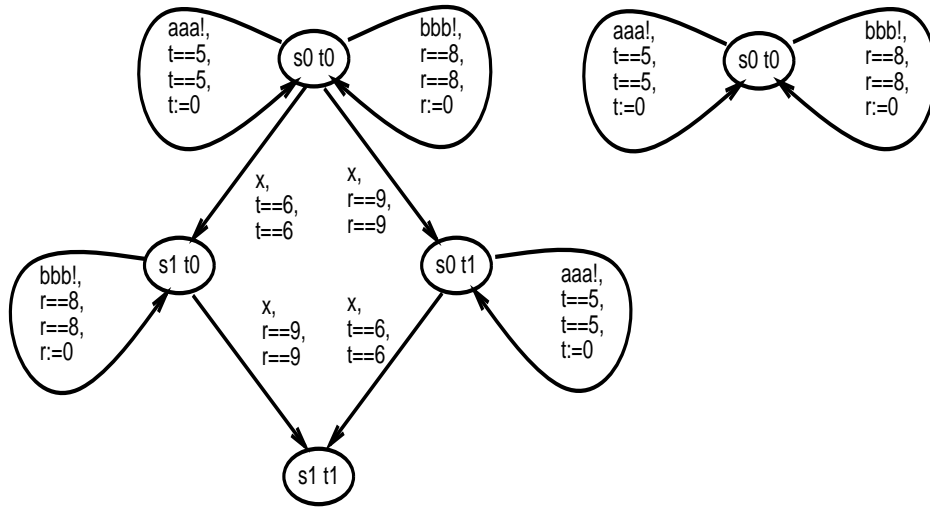 aaa!,
t==5,
t==5,
t:=0
s0 t0
bbb!,
r==8,
r==8,
r:=0
aaa!,
t==5,
t==5,
t:=0
s0 t0
bbb!,
r==8,
r==8,
r:=0
x,
t==6,
t==6
x,
r==9,
r==9
bbb!,
r==8,
r==8,
r:=0
s1 t0
x,
r==9,
r==9
x,
t==6,
t==6
s0 t1
aaa!,
t==5,
t==5,
t:=0
s1 t1